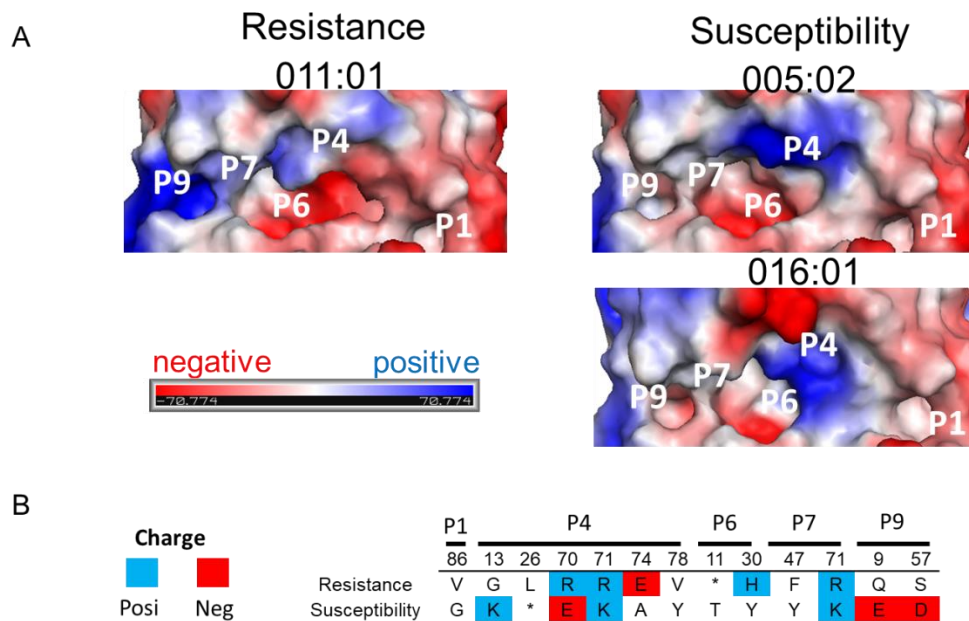 A
Resistance
Susceptibility
011:01
005:02
P9
P7
P4
P6
P1
P9
P7
P4
P6
P1
016:01
P9
P7
P4
P6
P1
negative positive
-70.774 70.774
B
Charge
Posi Neg
P1 P4 P6 P7 P9
86 13 26 70 71 74 78 11 30 47 71 9 57
Resistance V G L R R E V * H F R Q S
Susceptibility G K * E K A Y T Y Y K E D